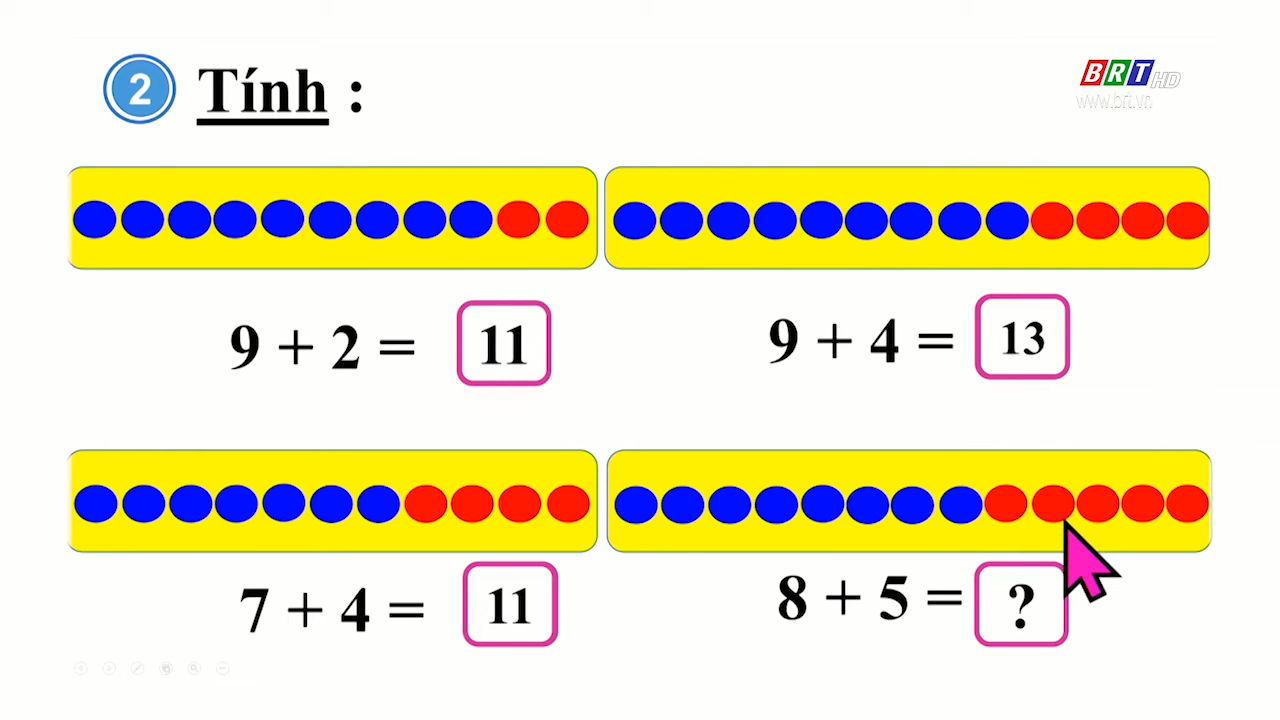 2 Tính :
BRT HD
www.brt.vn
9 + 2 = 11
9 + 4 = 13
7 + 4 = 11
8 + 5 = ?